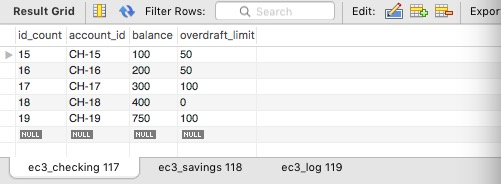 Result Grid Filter Rows: Search Edit: Expor
id_count account_id balance overdraft_limit
15 CH-15 100 50
16 CH-16 200 50
17 CH-17 300 100
18 CH-18 400 0
19 CH-19 750 100
NULL NULL NULL NULL
ec3_checking 117 ec3_savings 118 ec3_log 119